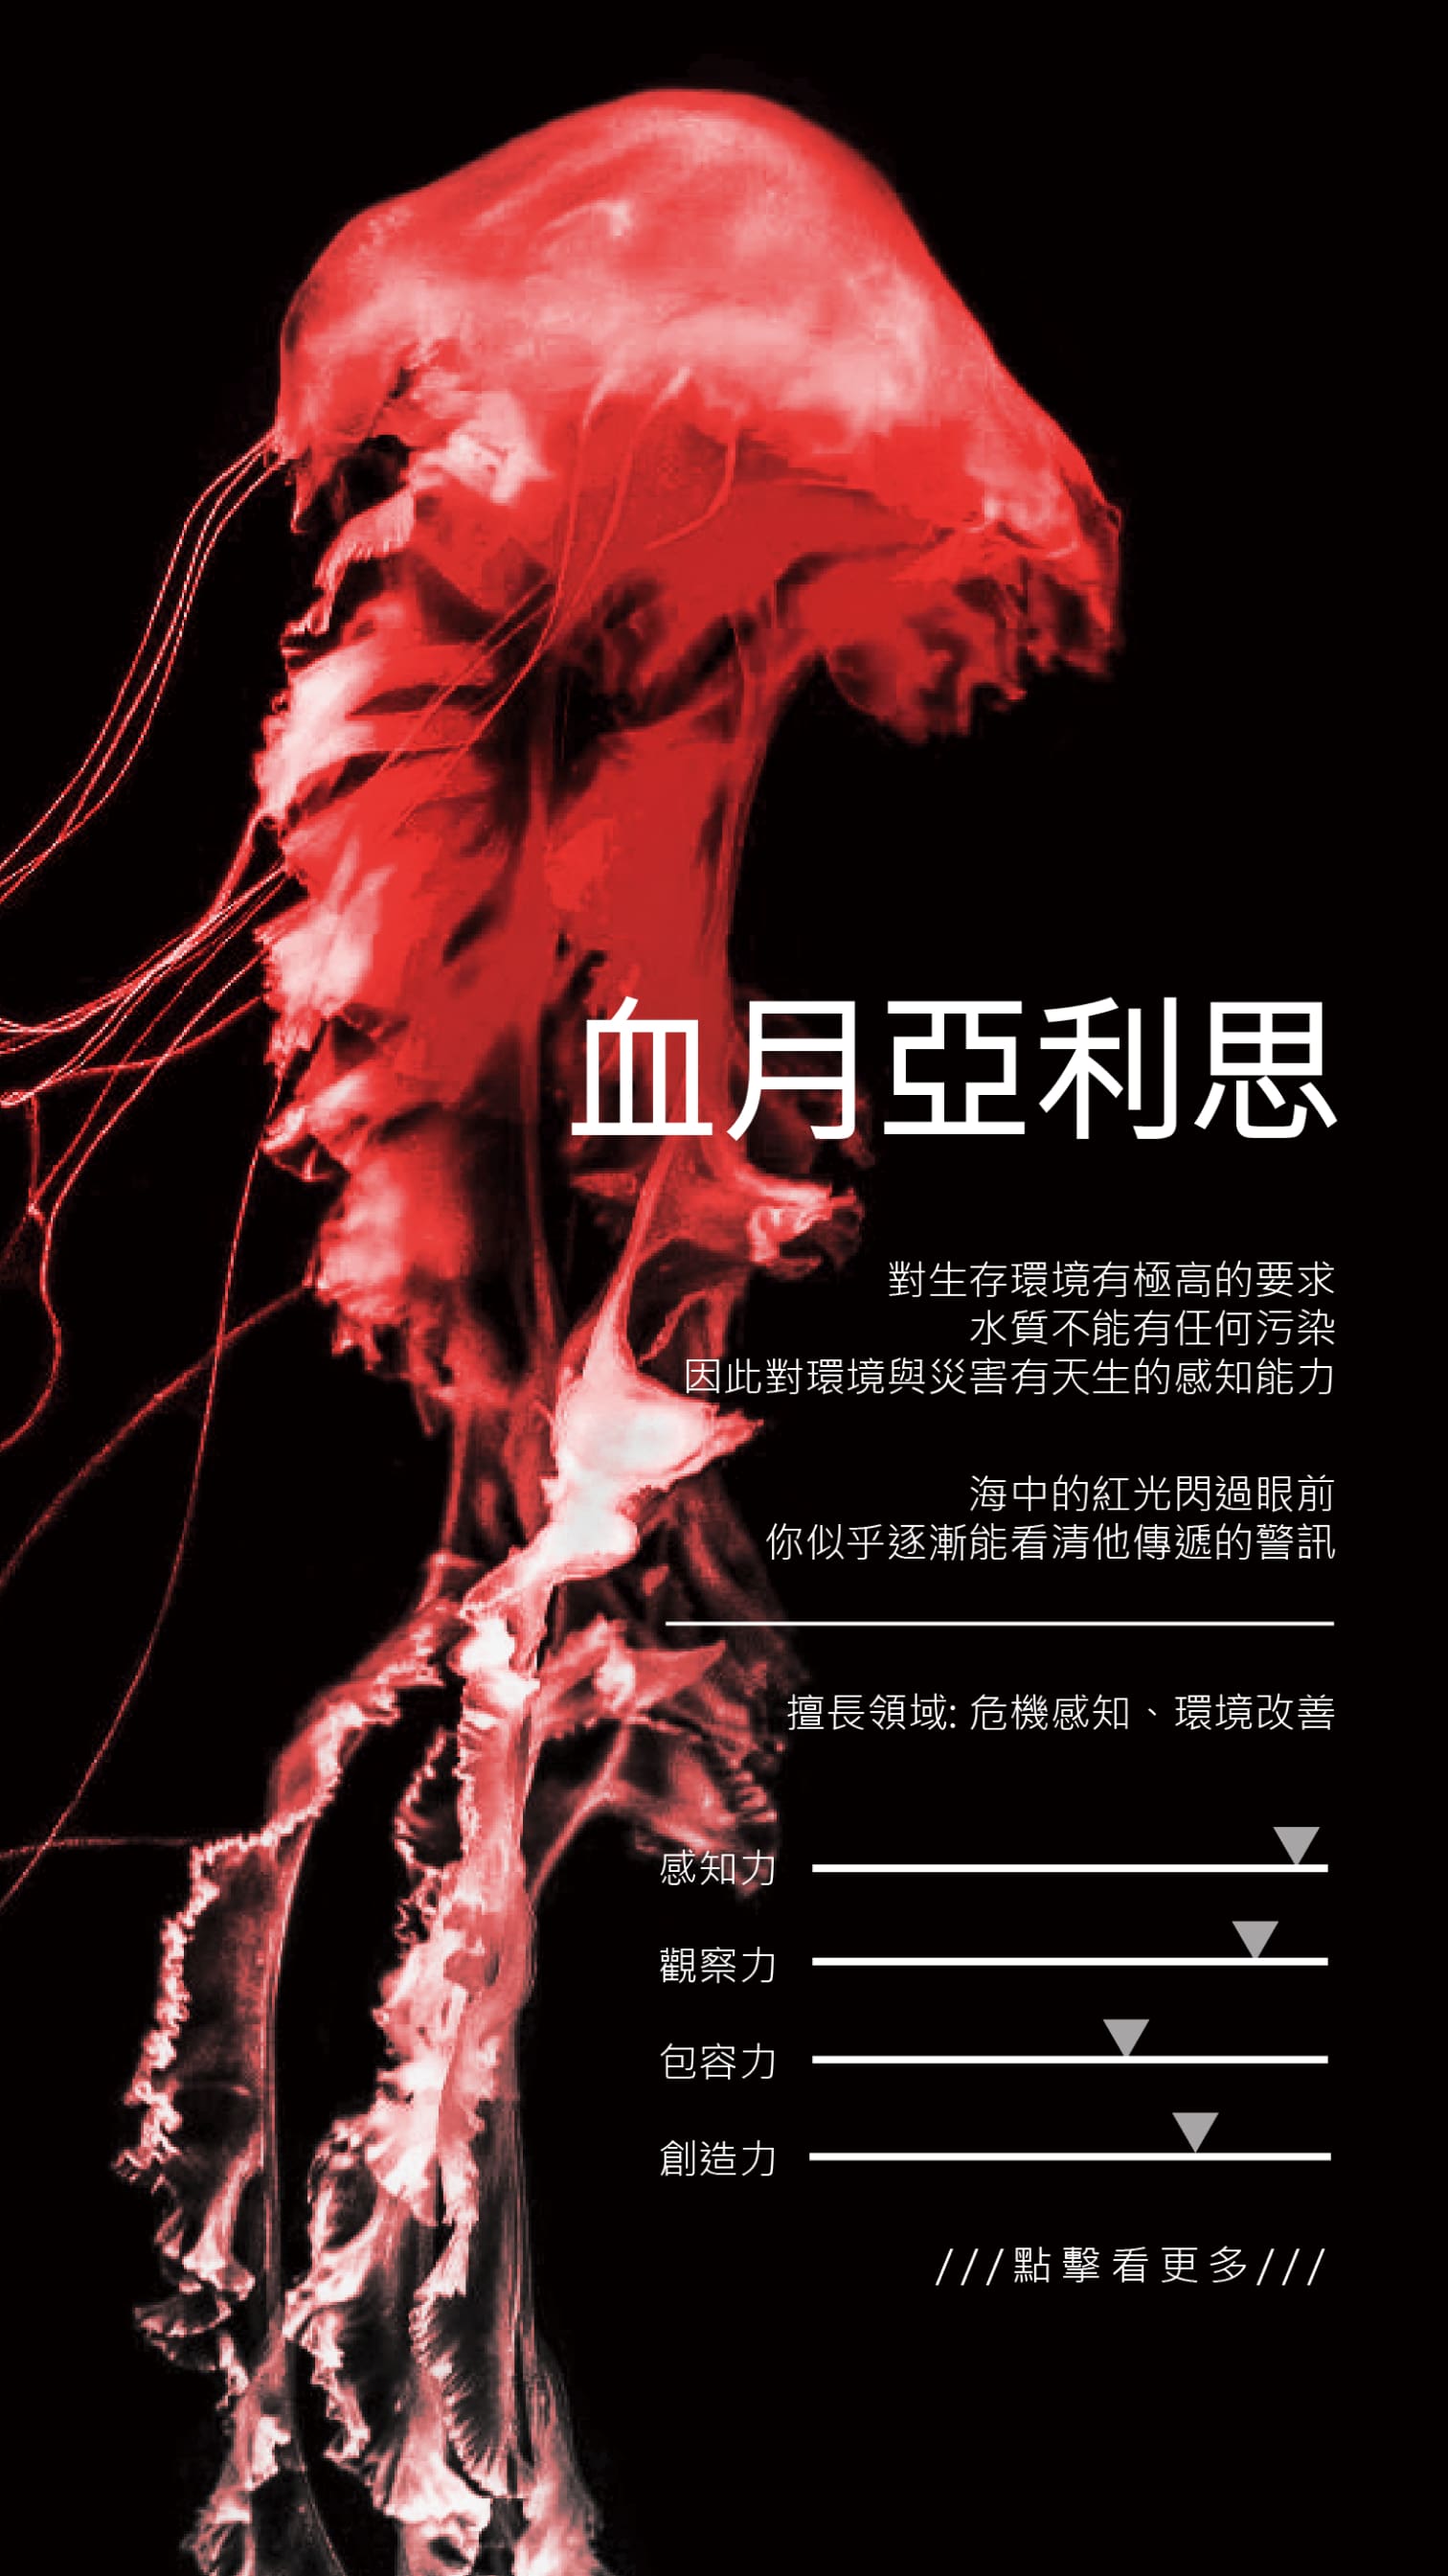 血月亞利思
對生存環境有極高的要求
水質不能有任何污染
因此對環境與災害有天生的感知能力
海中的紅光閃過眼前
你似乎逐漸能看清他傳遞的警訊
擅長領域: 危機感知、環境改善
感知力
觀察力
包容力
創造力
///點擊看更多///